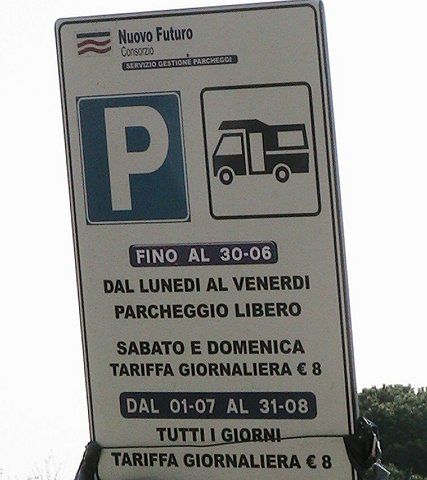 Nuovo Futuro
Consorzio
SERVIZIO GESTIONE PARCHEGGI
P
FINO AL 30-06
DAL LUNEDI AL VENERDI
PARCHEGGIO LIBERO
SABATO E DOMENICA
TARIFFA GIORNALIERA € 8
DAL 01-07 AL 31-08
TUTTI I GIORNI
TARIFFA GIORNALIERA € 8